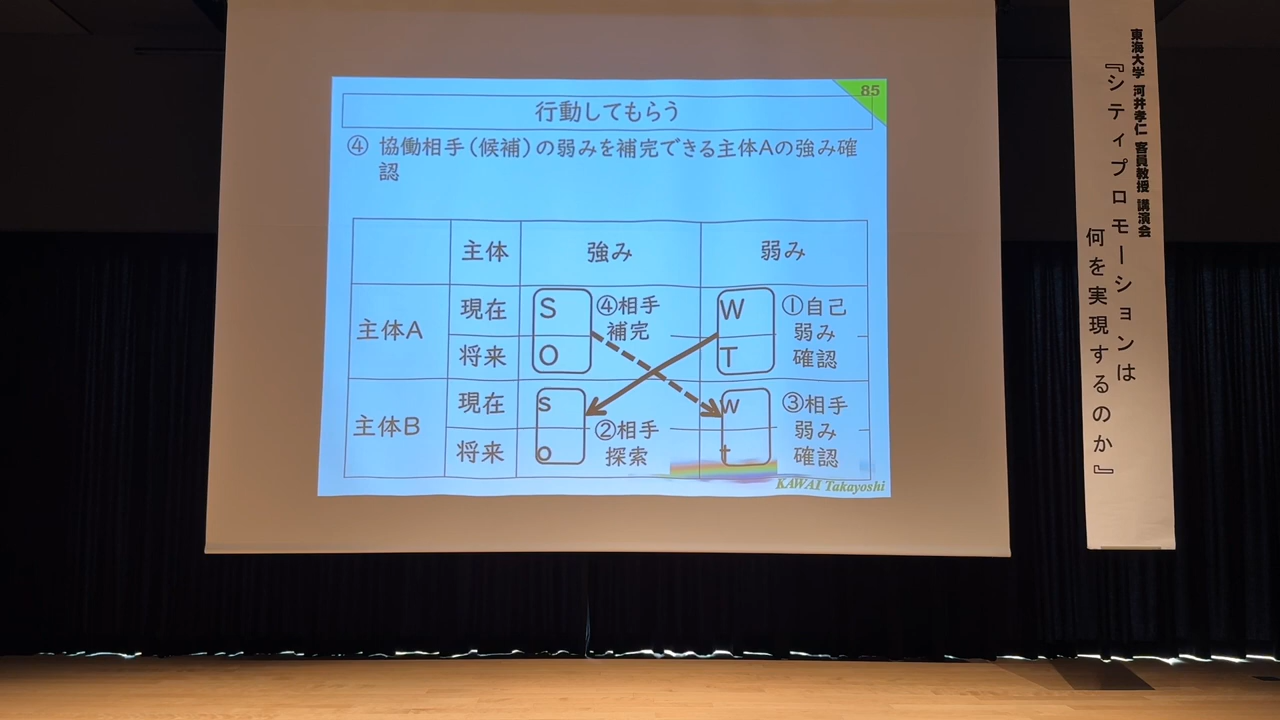 85
行動してもらう
④ 協働相手（候補）の弱みを補完できる主体Aの強み確
認
主体 強み 弱み
主体A
現在 S ④相手 W ①自己
補完 弱み
将来 O T 確認
主体B
現在 s w ③相手
②相手 弱み
将来 o 探索 t 確認
KAWAI Takayoshi
東海大学 河井孝仁 客員教授 講演会
『シティプロモーションは
何を実現するのか』